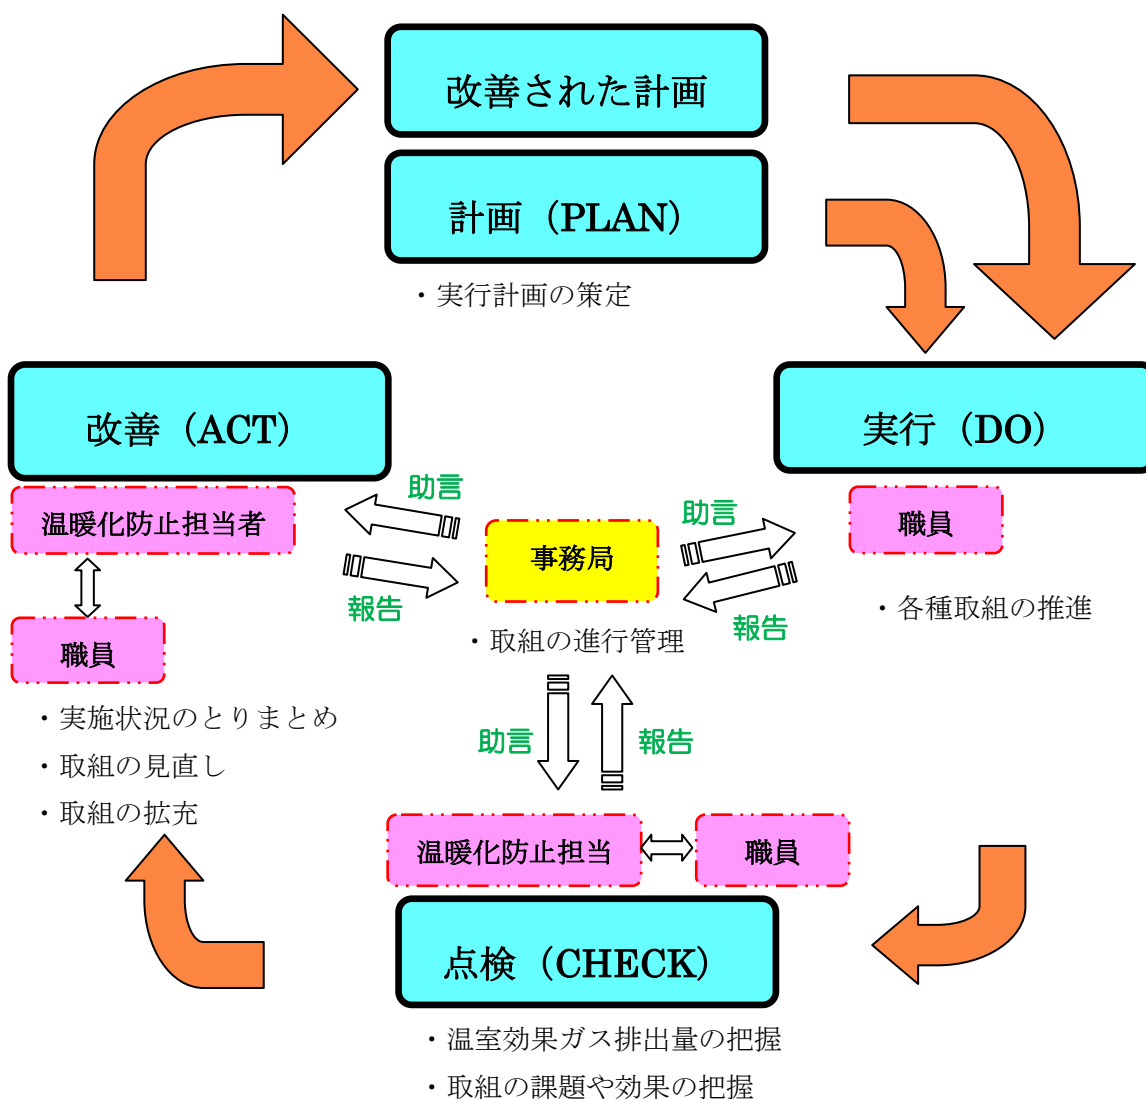 改善された計画
計画（PLAN）
・実行計画の策定
改善（ACT）
実行（DO）
温暖化防止担当者
職員
・実施状況のとりまとめ
・取組の見直し
・取組の拡充
助言
報告
事務局
・取組の進行管理
助言
報告
職員
・各種取組の推進
助言
報告
温暖化防止担当
職員
点検（CHECK）
・温室効果ガス排出量の把握
・取組の課題や効果の把握